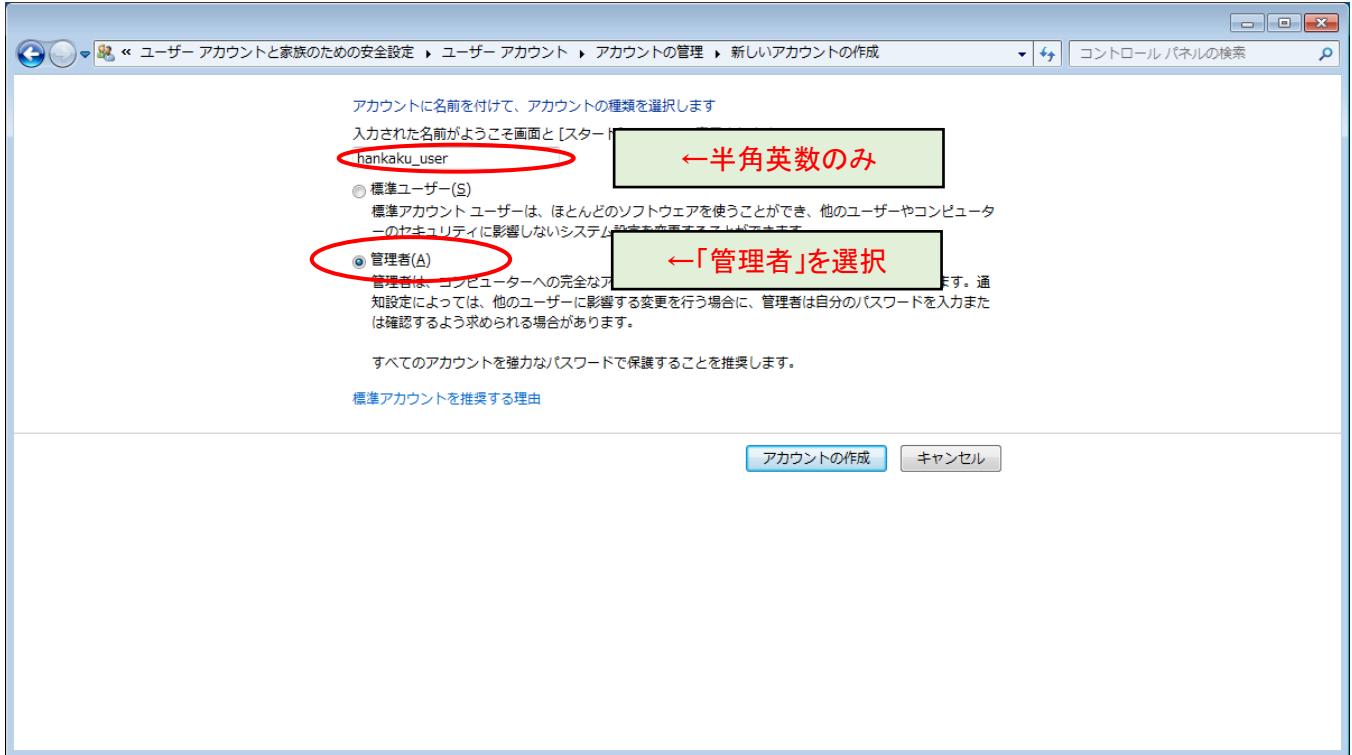 « ユーザー アカウントと家族のための安全設定 ▸ ユーザー アカウント ▸ アカウントの管理 ▸ 新しいアカウントの作成
コントロール パネルの検索
アカウントに名前を付けて、アカウントの種類を選択します
入力された名前がようこそ画面と [スタート]
hankaku_user
←半角英数のみ
標準ユーザー(S)
標準アカウント ユーザーは、ほとんどのソフトウェアを使うことができ、他のユーザーやコンピュータ
ーのセキュリティに影響しないシステム設定を変更することができます。
管理者(A)
←「管理者」を選択
管理者は、コンピューターへの完全なア ます。通
知設定によっては、他のユーザーに影響する変更を行う場合に、管理者は自分のパスワードを入力また
は確認するよう求められる場合があります。
すべてのアカウントを強力なパスワードで保護することを推奨します。
標準アカウントを推奨する理由
アカウントの作成
キャンセル